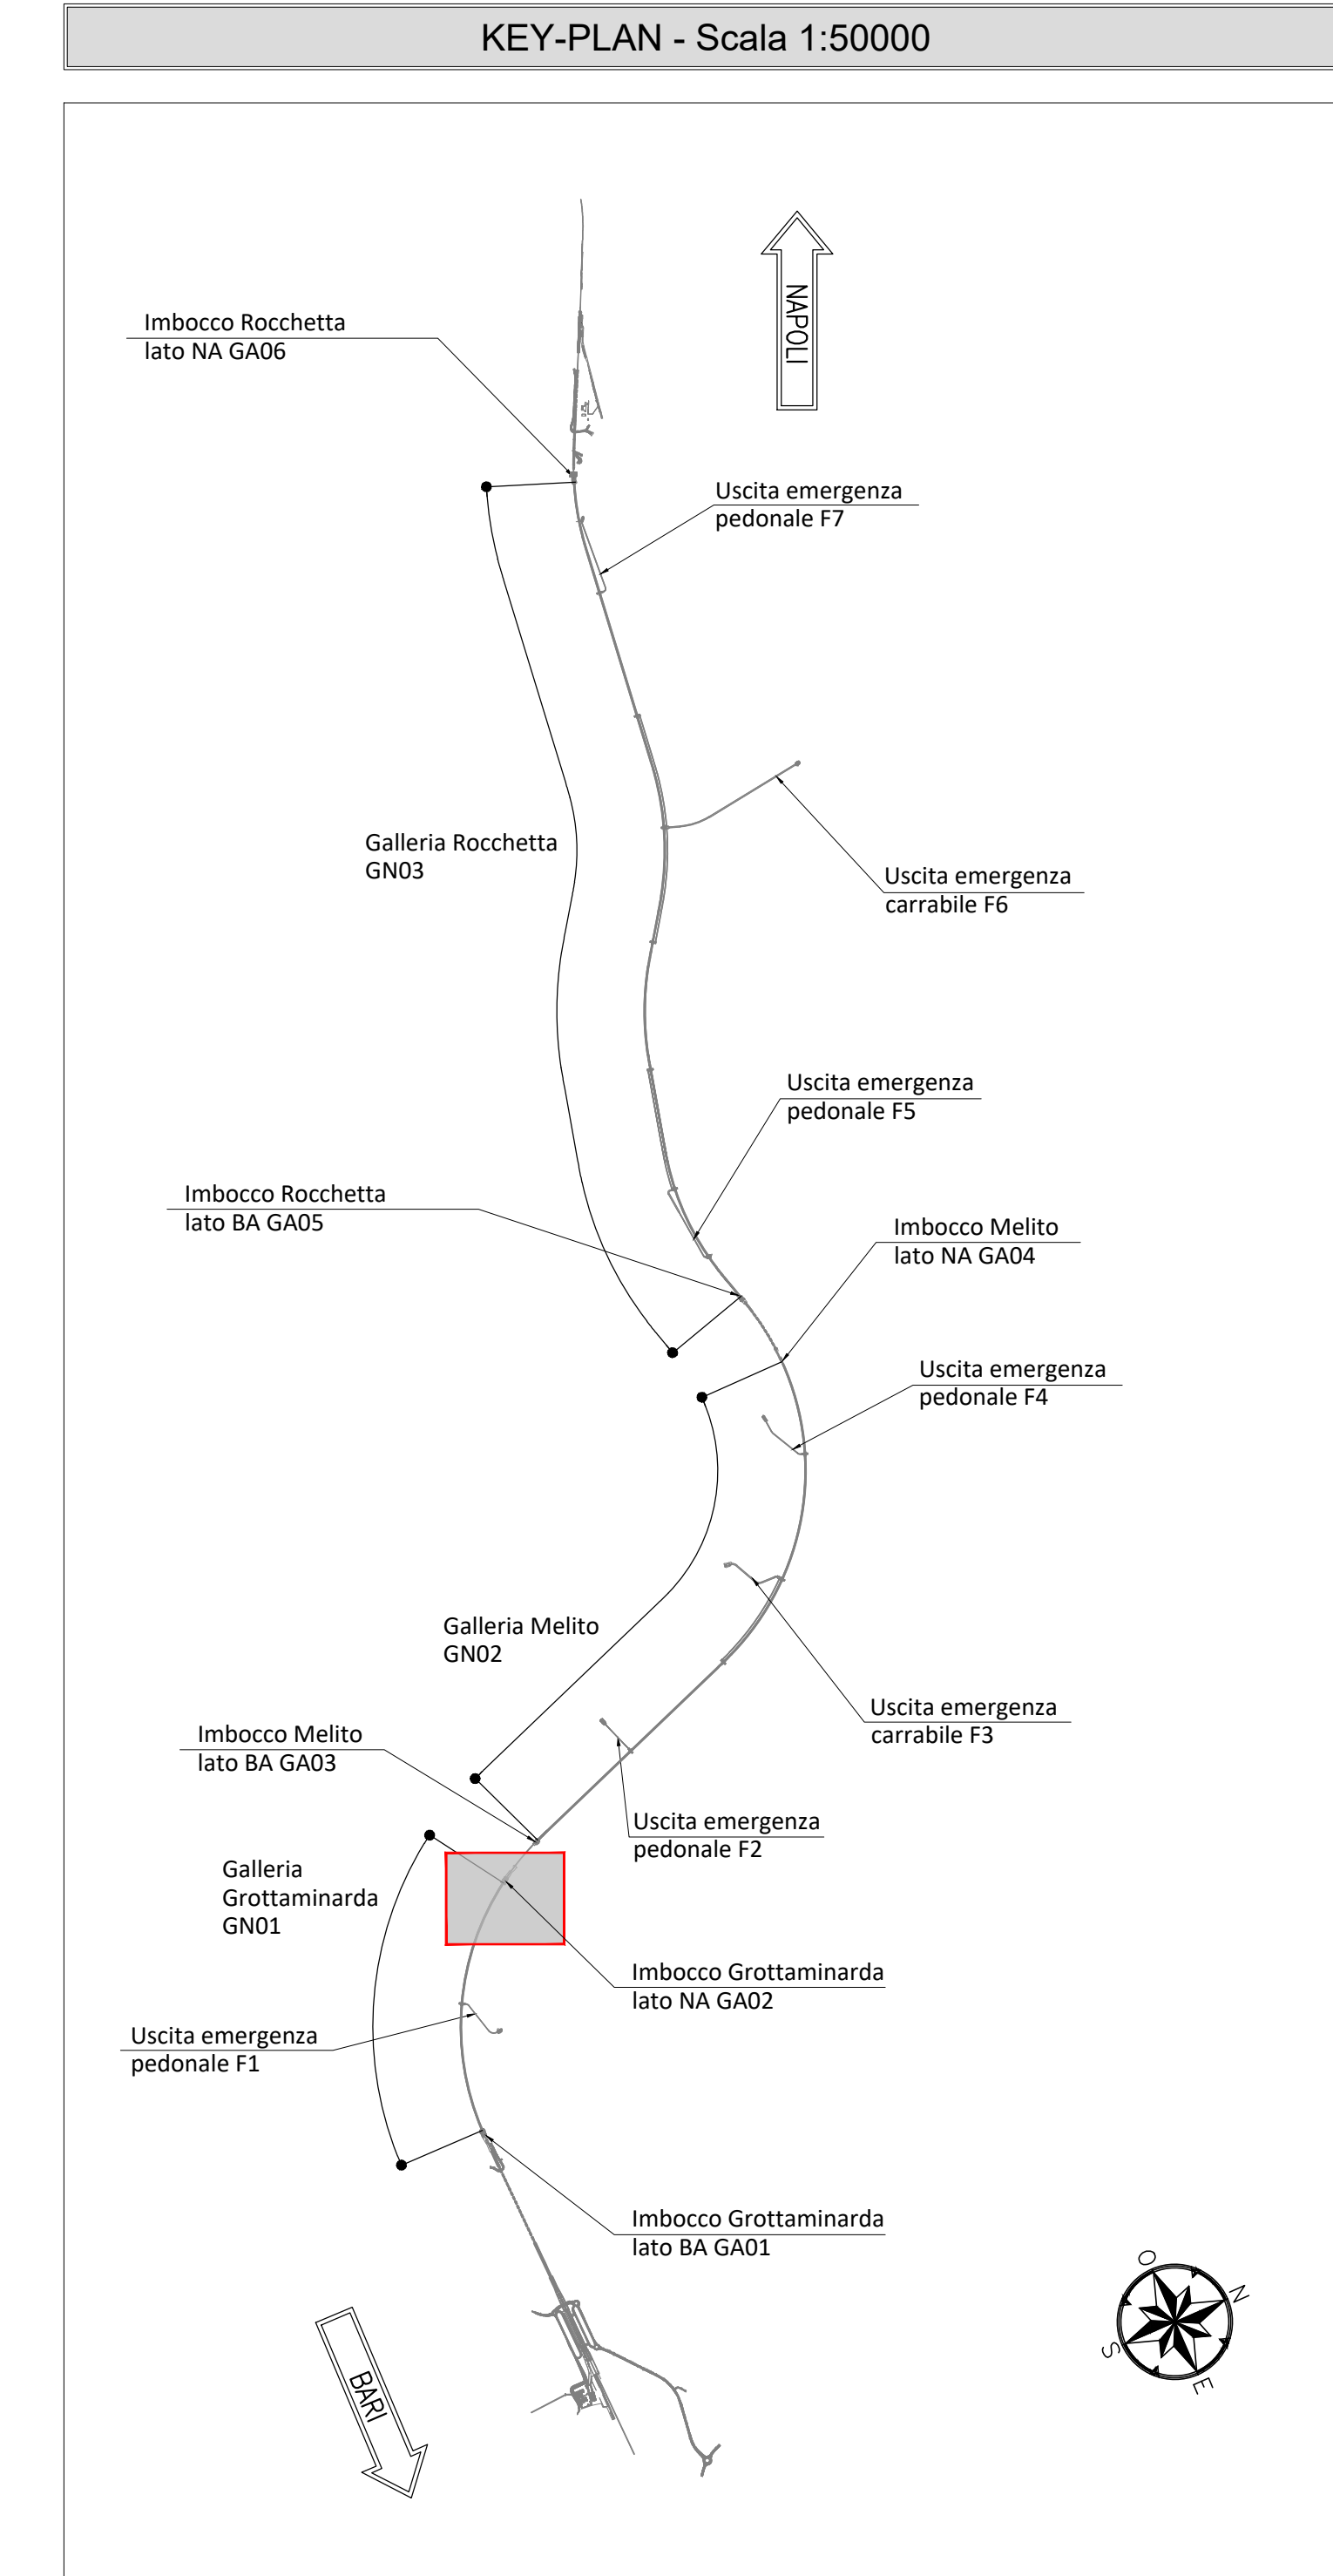 KEY-PLAN - Scala 1:50000
NAPOLI
Imbocco Rocchetta
lato NA GA06
Uscita emergenza
pedonale F7
Galleria Rocchetta
GN03
Uscita emergenza
carrabile F6
Uscita emergenza
pedonale F5
Imbocco Rocchetta
lato BA GA05
Imbocco Melito
lato NA GA04
Uscita emergenza
pedonale F4
Galleria Melito
GN02
Uscita emergenza
carrabile F3
Imbocco Melito
lato BA GA03
Uscita emergenza
pedonale F2
Galleria
Grottaminarda
GN01
Imbocco Grottaminarda
lato NA GA02
Uscita emergenza
pedonale F1
Imbocco Grottaminarda
lato BA GA01
BARI
O
N
S
E